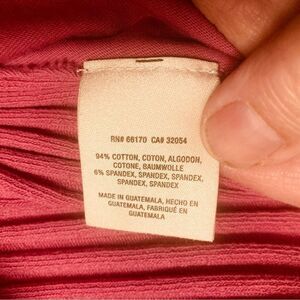 RN# 66170 CA# 32054
94% COTTON, COTON, ALGODON,
COTONE, BAUMWOLLE
6% SPANDEX, SPANDEX, SPANDEX,
SPANDEX, SPANDEX
MADE IN GUATEMALA, HECHO EN
GUATEMALA, FABRIQUÉ EN
GUATEMALA